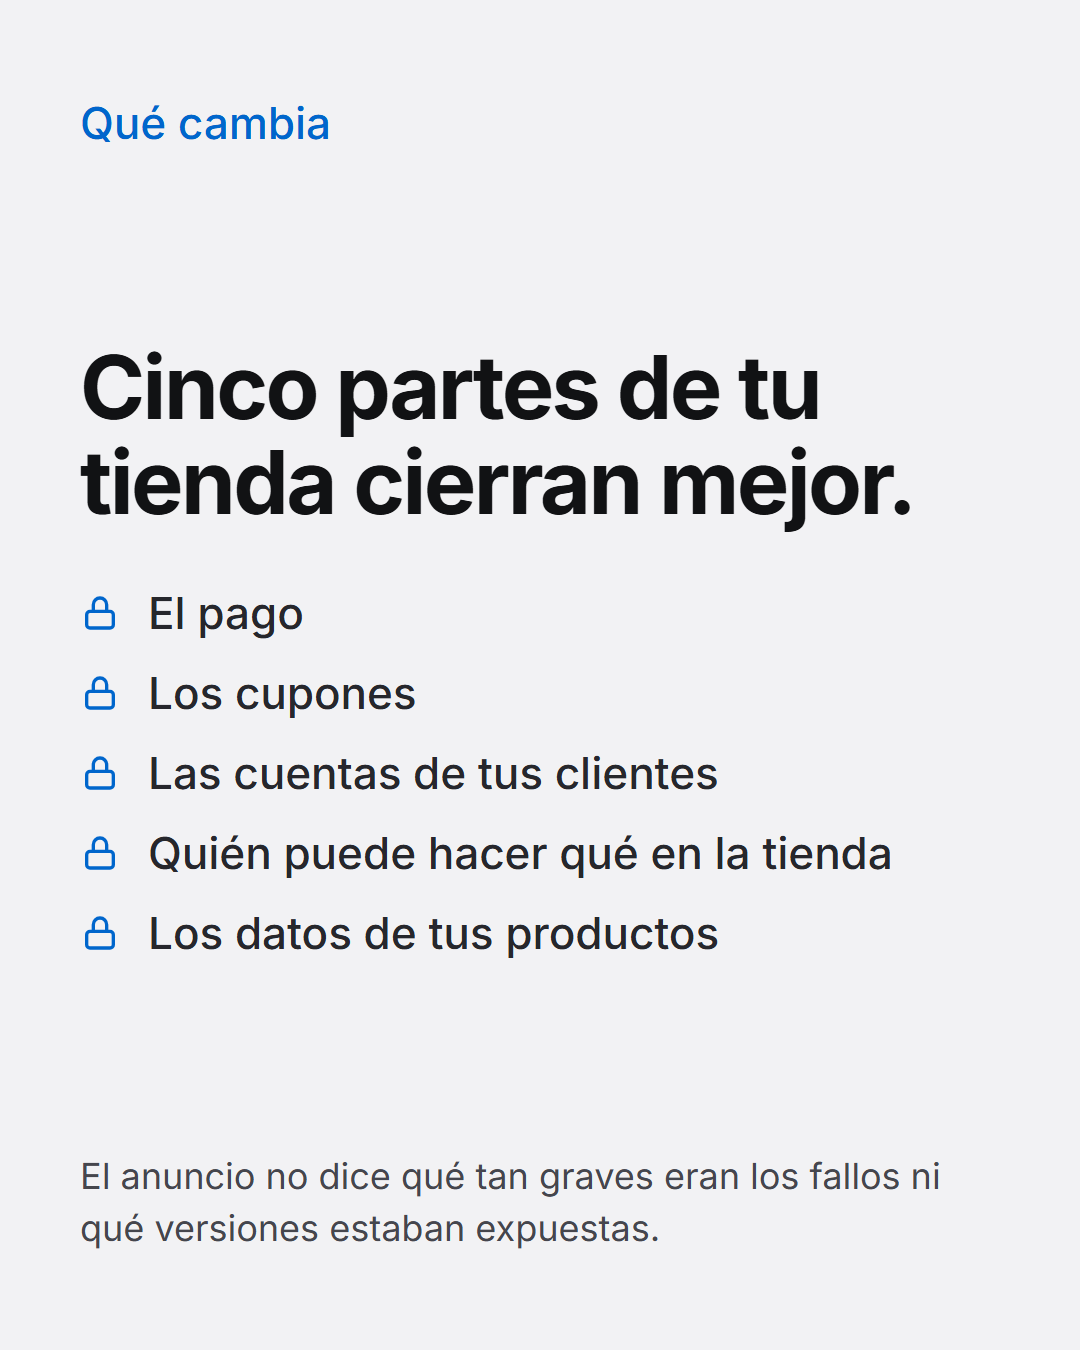 Qué cambia
Cinco partes de tu
tienda cierran mejor.
El pago
Los cupones
Las cuentas de tus clientes
Quién puede hacer qué en la tienda
Los datos de tus productos
El anuncio no dice qué tan graves eran los fallos ni
qué versiones estaban expuestas.